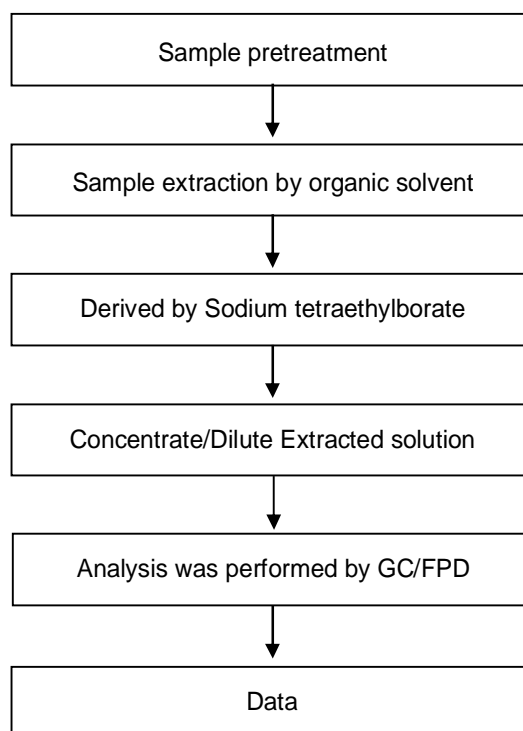 Sample pretreatment
Sample extraction by organic solvent
Derived by Sodium tetraethylborate
Concentrate/Dilute Extracted solution
Analysis was performed by GC/FPD
Data